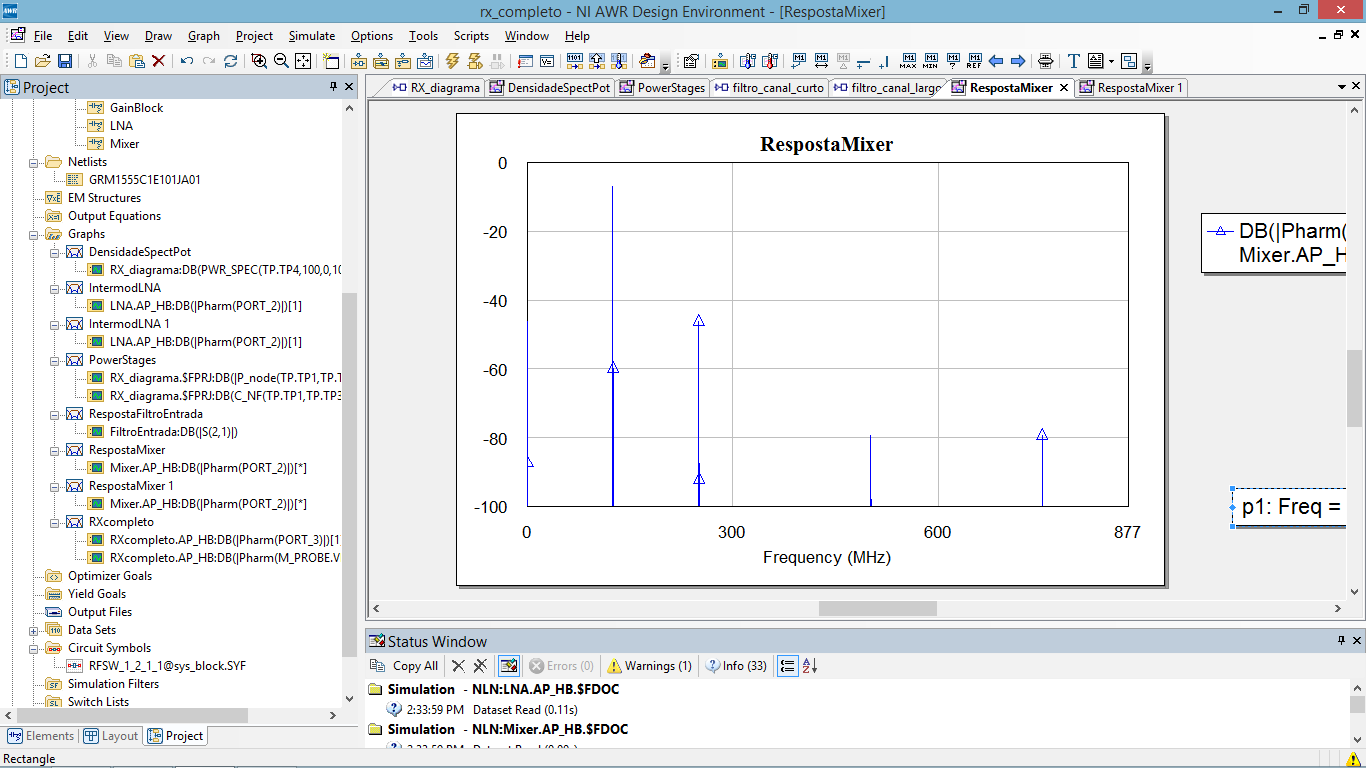 AWR
rx_completo - NI AWR Design Environment - [RespostaMixer]
File Edit View Draw Graph Project Simulate Options Tools Scripts Window Help
Project
GainBlock
LNA
Mixer
Netlists
GRM1555C1E101JA01
EM Structures
Output Equations
Graphs
DensidadeSpectPot
RX_diagrama:DB(PWR_SPEC(TP.TP4,100,0,10
IntermodLNA
LNA.AP_HB:DB(|Pharm(PORT_2)|)[1]
IntermodLNA 1
LNA.AP_HB:DB(|Pharm(PORT_2)|)[1]
PowerStages
RX_diagrama.$FPRJ:DB(|P_node(TP.TP1,TP.T
RX_diagrama.$FPRJ:DB(C_NF(TP.TP1,TP.TP3
RespostaFiltroEntrada
FiltroEntrada:DB(|S(2,1)|)
RespostaMixer
Mixer.AP_HB:DB(|Pharm(PORT_2)|)[*]
RespostaMixer 1
Mixer.AP_HB:DB(|Pharm(PORT_2)|)[*]
RXcompleto
RXcompleto.AP_HB:DB(|Pharm(PORT_3)|)[1
RXcompleto.AP_HB:DB(|Pharm(M_PROBE.V
Optimizer Goals
Yield Goals
Output Files
Data Sets
Circuit Symbols
RFSW_1_2_1_1@sys_block.SYF
Simulation Filters
Switch Lists
Elements Layout Project
RX_diagrama DensidadeSpectPot PowerStages filtro_canal_curto filtro_canal_largo RespostaMixer RespostaMixer 1
RespostaMixer
0
-20
-40
-60
-80
-100
0 300 600 877
Frequency (MHz)
DB(|Pharm(
Mixer.AP_H
p1: Freq =
Status Window
Copy All Errors (0) Warnings (1) Info (33)
Simulation - NLN:LNA.AP_HB.$FDOC
2:33:59 PM Dataset Read (0.11s)
Simulation - NLN:Mixer.AP_HB.$FDOC
Rectangle